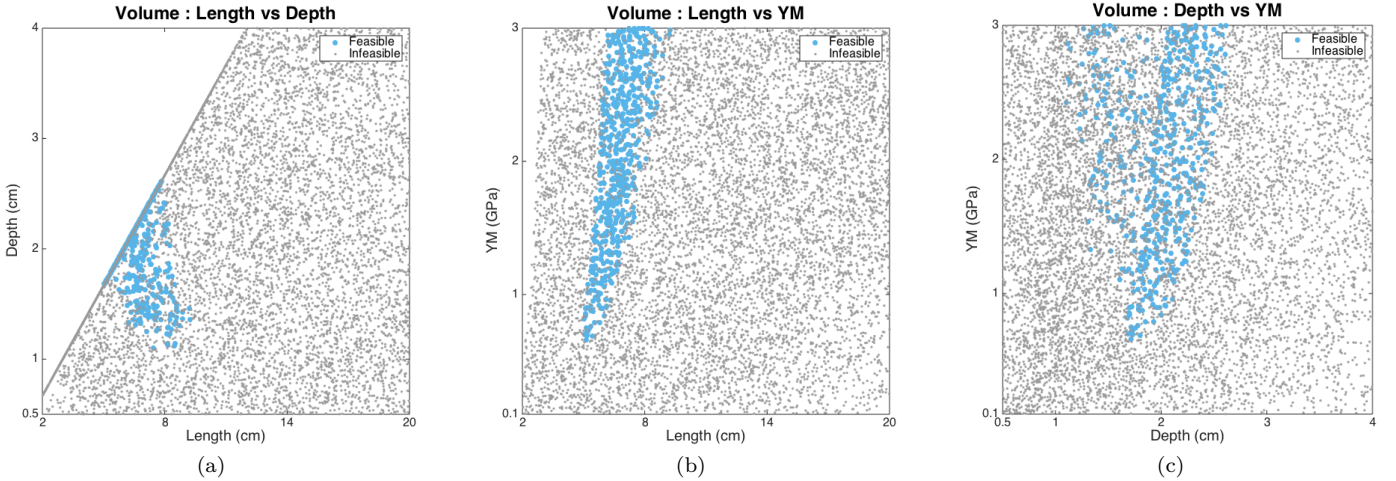 Volume : Length vs Depth
4
3
2
1
0.5
Depth (cm)
Feasible
Infeasible
2
8
14
20
Length (cm)
(a)
Volume : Length vs YM
3
2
1
0.1
YM (GPa)
Feasible
Infeasible
2
8
14
20
Length (cm)
(b)
Volume : Depth vs YM
3
2
1
0.1
YM (GPa)
Feasible
Infeasible
0.5
1
2
3
4
Depth (cm)
(c)